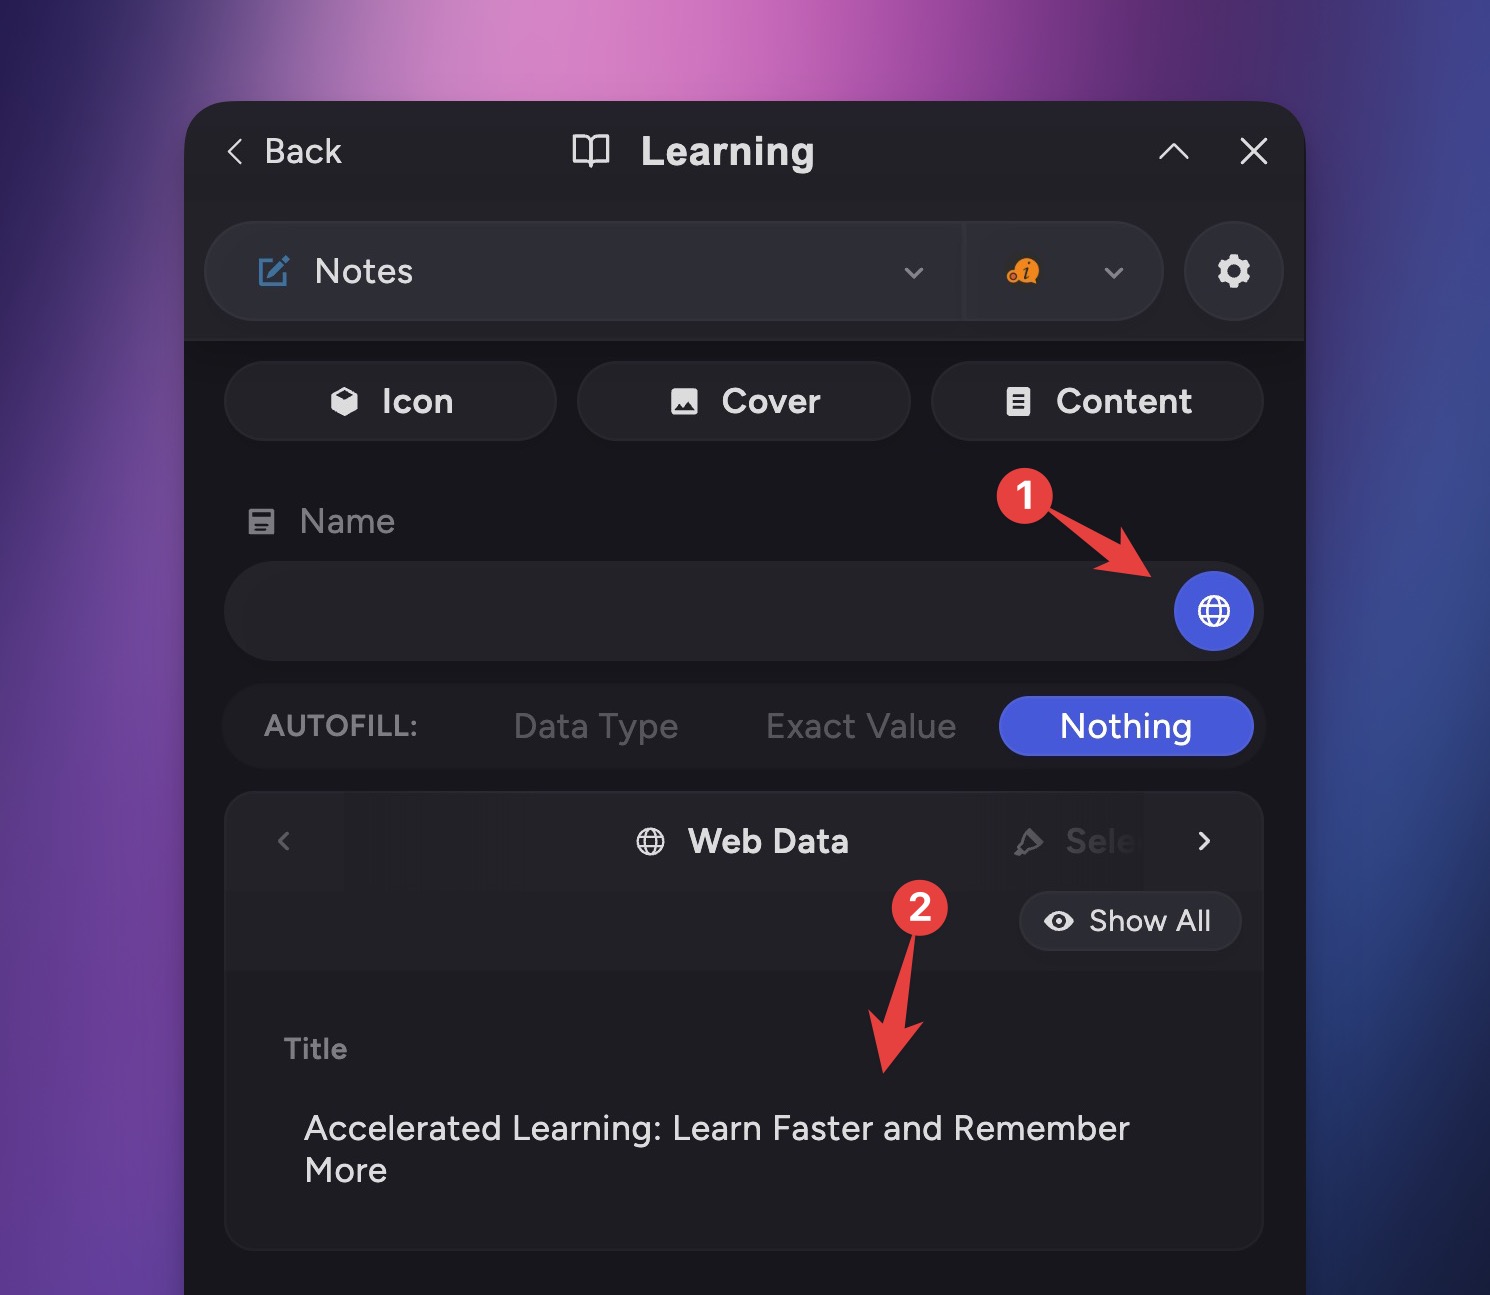 Back
Learning
Notes
Icon
Cover
Content
1
Name
AUTOFILL:
Data Type
Exact Value
Nothing
Web Data
Sele
2
Show All
Title
Accelerated Learning: Learn Faster and Remember
More